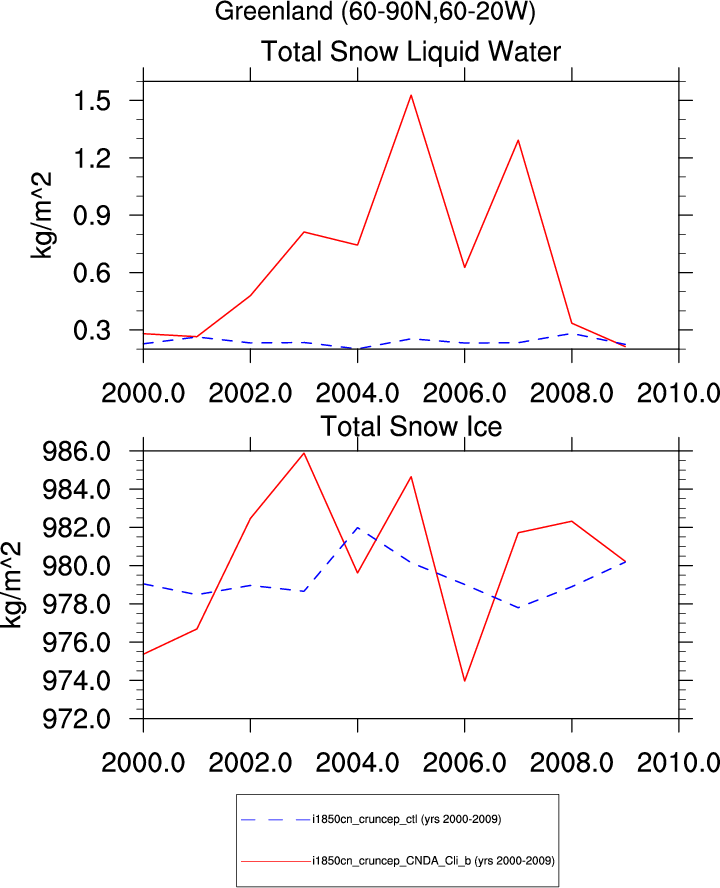 Greenland (60-90N,60-20W)
Total Snow Liquid Water
1.5
1.2
0.9
0.6
0.3
kg/m^2
2000.0 2002.0 2004.0 2006.0 2008.0 2010.0
Total Snow Ice
986.0
984.0
982.0
980.0
978.0
976.0
974.0
972.0
kg/m^2
2000.0 2002.0 2004.0 2006.0 2008.0 2010.0
i1850cn_cruncep_ctl (yrs 2000-2009)
i1850cn_cruncep_CNDA_Cli_b (yrs 2000-2009)